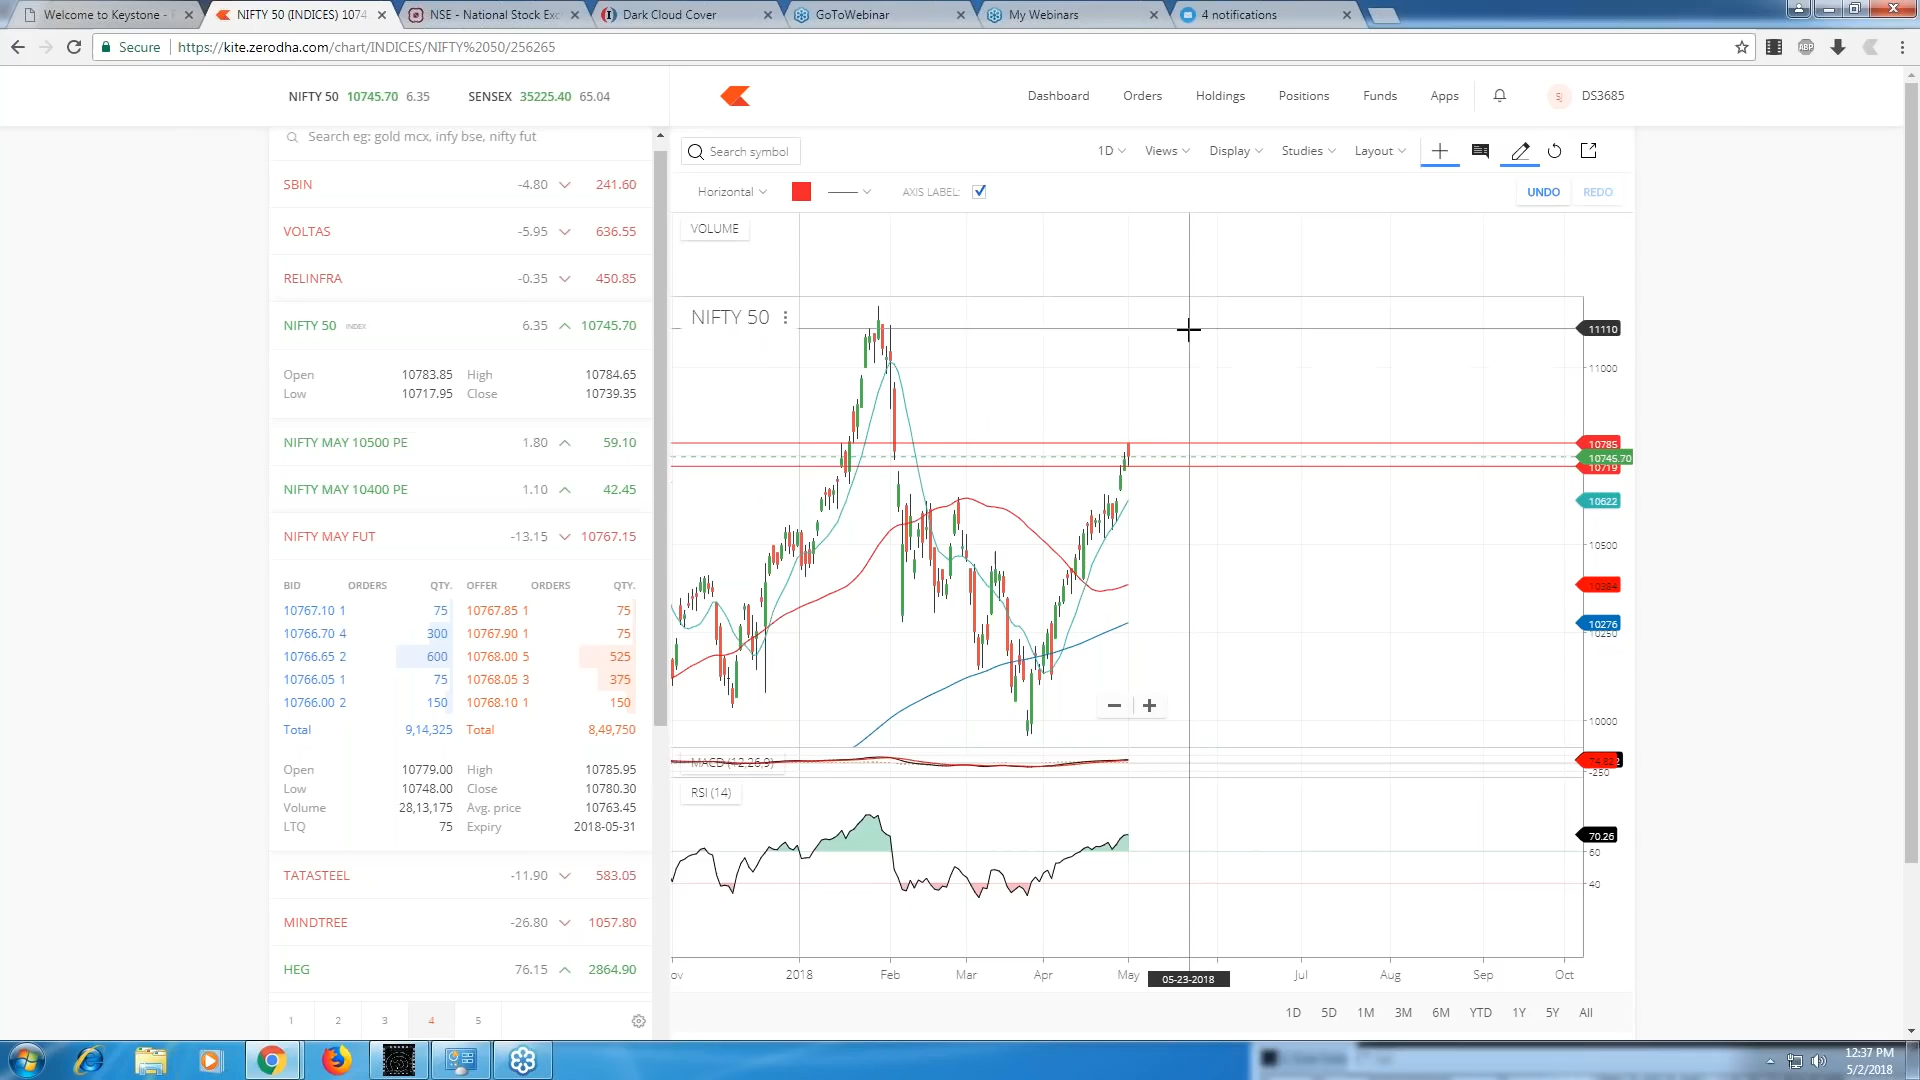 Welcome to Keystone -
NIFTY 50 (INDICES) 1074
NSE - National Stock Exc
Dark Cloud Cover
GoToWebinar
My Webinars
4 notifications
Secure
https://kite.zerodha.com/chart/INDICES/NIFTY%2050/256265
ABP
NIFTY 50 10745.70 6.35
SENSEX 35225.40 65.04
Dashboard
Orders
Holdings
Positions
Funds
Apps
SJ
DS3685
Search eg: gold mcx, infy bse, nifty fut
SBIN -4.80 241.60
VOLTAS -5.95 636.55
RELINFRA -0.35 450.85
NIFTY 50 INDEX 6.35 10745.70
Open 10783.85 High 10784.65
Low 10717.95 Close 10739.35
NIFTY MAY 10500 PE 1.80 59.10
NIFTY MAY 10400 PE 1.10 42.45
NIFTY MAY FUT -13.15 10767.15
BID ORDERS QTY. OFFER ORDERS QTY.
10767.10 1 75 10767.85 1 75
10766.70 4 300 10767.90 1 75
10766.65 2 600 10768.00 5 525
10766.05 1 75 10768.05 3 375
10766.00 2 150 10768.10 1 150
Total 9,14,325 Total 8,49,750
Open 10779.00 High 10785.95
Low 10748.00 Close 10780.30
Volume 28,13,175 Avg. price 10763.45
LTQ 75 Expiry 2018-05-31
TATASTEEL -11.90 583.05
MINDTREE -26.80 1057.80
HEG 76.15 2864.90
1 2 3 4 5
Search symbol
1D Views Display Studies Layout
Horizontal
AXIS LABEL:
UNDO REDO
VOLUME
NIFTY 50
11110
11000
10785
10745.70
10719
10622
10500
10384
10276
10250
10000
MACD (12,26,9)
-250
RSI (14)
70.26
60
40
2018 Feb Mar Apr May 05-23-2018 Jul Aug Sep Oct
1D 5D 1M 3M 6M YTD 1Y 5Y All
12:37 PM
5/2/2018